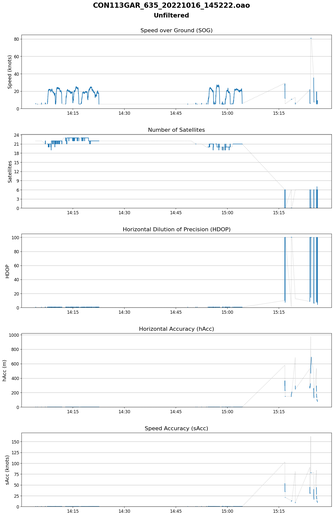 CON113GAR_635_20221016_145222.oao
Unfiltered
Speed over Ground (SOG)
80
60
40
20
0
Speed (knots)
14:15 14:30 14:45 15:00 15:15
Number of Satellites
24
21
18
15
12
9
6
3
0
Satellites
14:15 14:30 14:45 15:00 15:15
Horizontal Dilution of Precision (HDOP)
100
80
60
40
20
0
HDOP
14:15 14:30 14:45 15:00 15:15
Horizontal Accuracy (hAcc)
1000
800
600
400
200
0
hAcc (m)
14:15 14:30 14:45 15:00 15:15
Speed Accuracy (sAcc)
150
125
100
75
50
25
0
sAcc (knots)
14:15 14:30 14:45 15:00 15:15